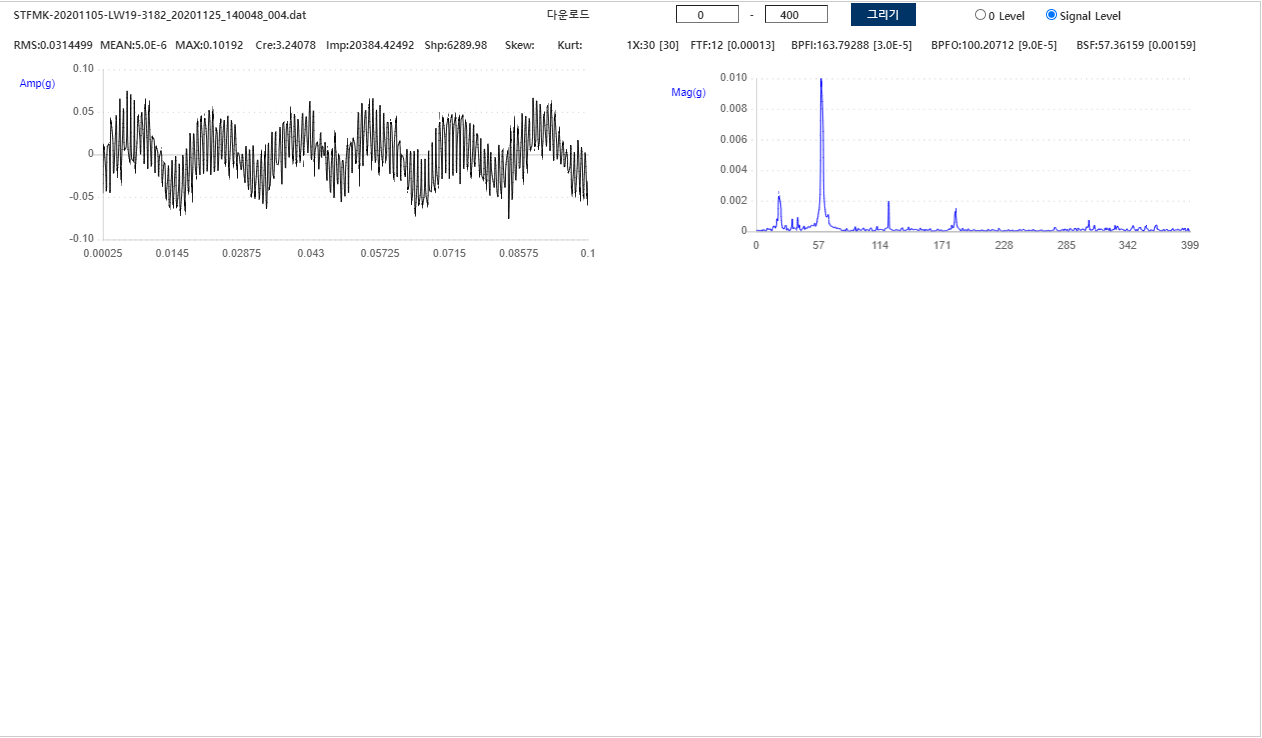 STFMK-20201105-LW19-3182_20201125_140048_004.dat 다운로드 0 - 400 그리기 0 Level Signal Level
RMS:0.0314499 MEAN:5.0E-6 MAX:0.10192 Cre:3.24078 Imp:20384.42492 Shp:6289.98 Skew: Kurt: 1X:30 [30] FTF:12 [0.00013] BPFI:163.79288 [3.0E-5] BPFO:100.20712 [9.0E-5] BSF:57.36159 [0.00159]
Amp(g)
0.10
0.05
0
-0.05
-0.10
0.00025 0.0145 0.02875 0.043 0.05725 0.0715 0.08575 0.1
Mag(g)
0.010
0.008
0.006
0.004
0.002
0
0 57 114 171 228 285 342 399